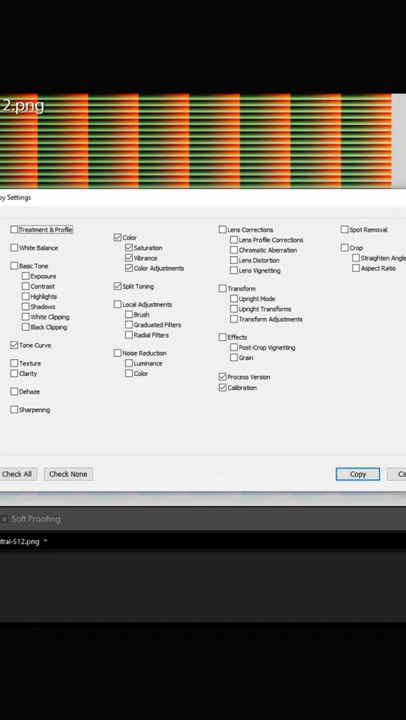 2.png
y Settings
Treatment & Profile
White Balance
Basic Tone
Exposure
Contrast
Highlights
Shadows
White Clipping
Black Clipping
Tone Curve
Texture
Clarity
Dehaze
Sharpening
Color
Saturation
Vibrance
Color Adjustments
Split Toning
Local Adjustments
Brush
Graduated Filters
Radial Filters
Noise Reduction
Luminance
Color
Lens Corrections
Lens Profile Corrections
Chromatic Aberration
Lens Distortion
Lens Vignetting
Transform
Upright Mode
Upright Transforms
Transform Adjustments
Effects
Post-Crop Vignetting
Grain
Process Version
Calibration
Spot Removal
Crop
Straighten Angle
Aspect Ratio
Check All
Check None
Copy
Ca
Soft Proofing
tral-512.png